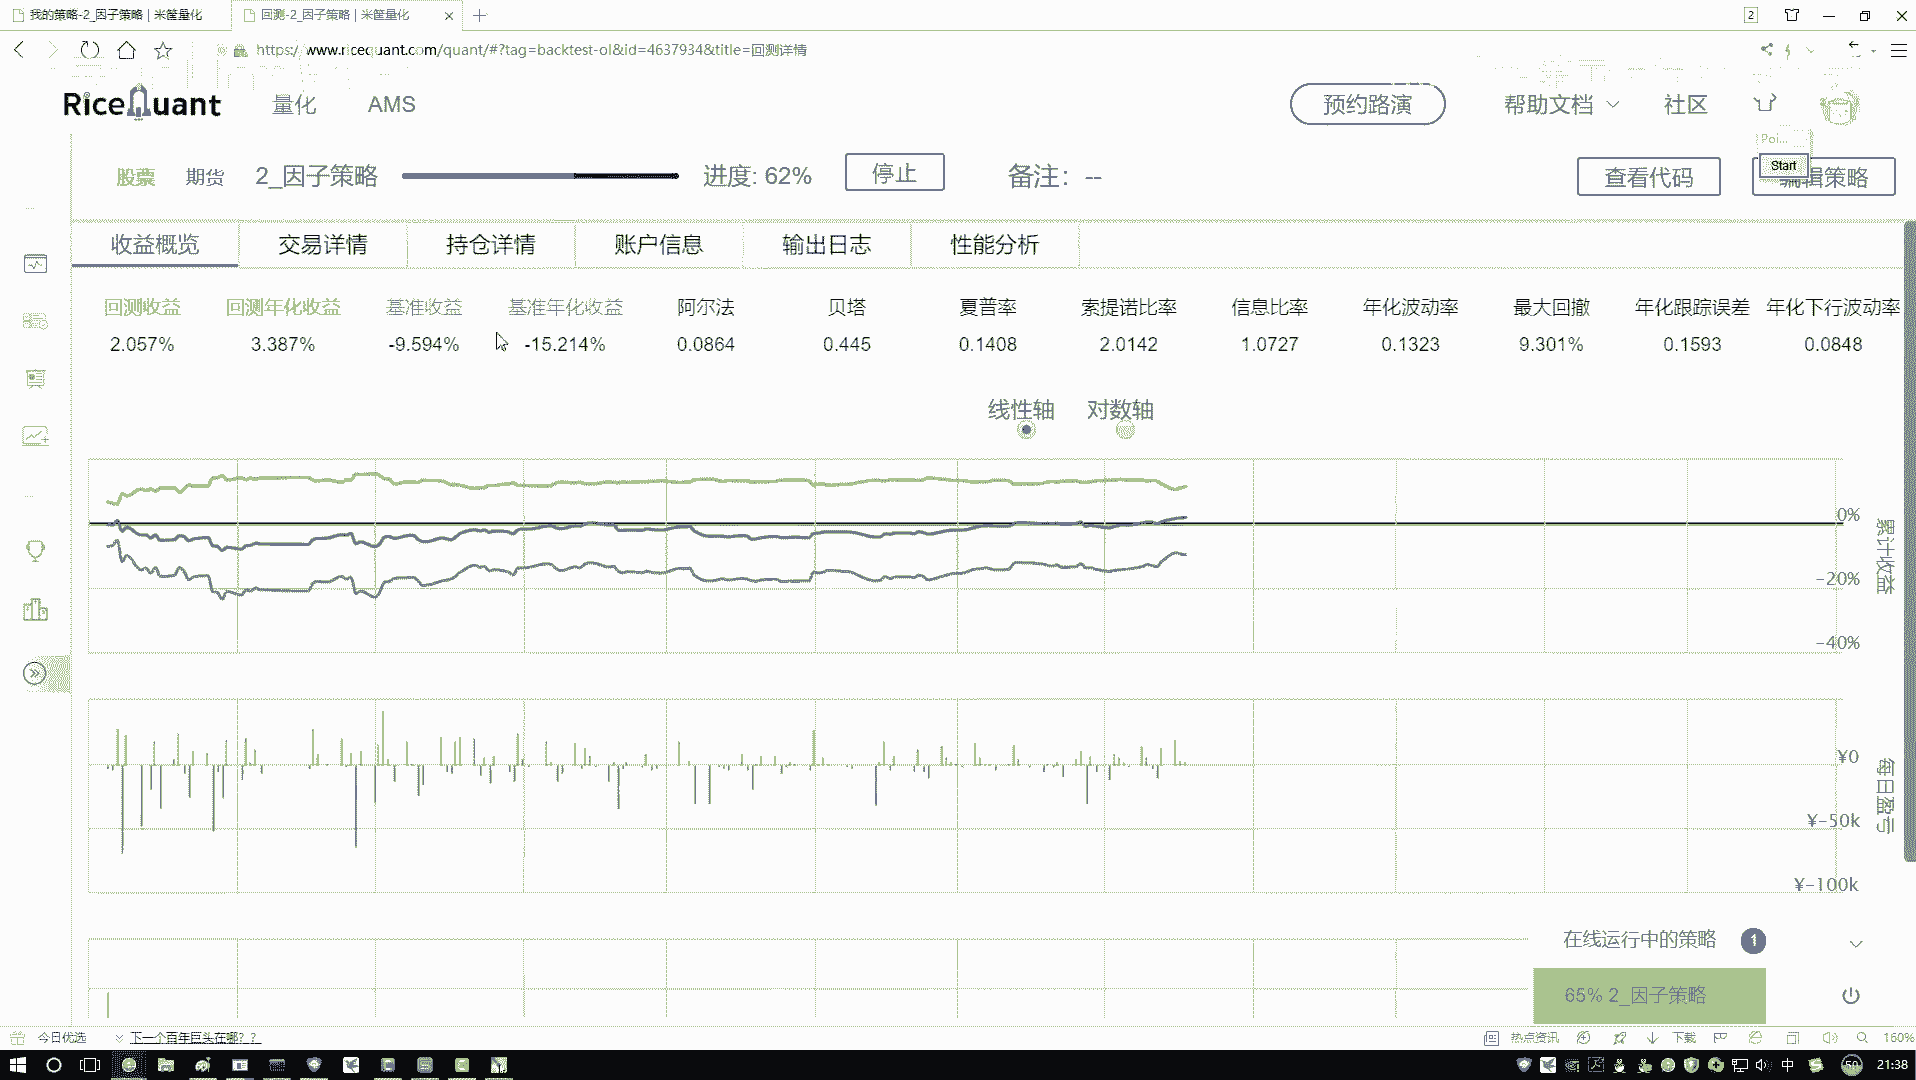 我的策略-2_因子策略 | 米筐量化
回测-2_因子策略 | 米筐量化
2
https://www.ricequant.com/quant/#?tag=backtest-ol&id=4637934&title=回测详情
RiceQuant
量化
AMS
预约路演
帮助文档
社区
Poi...
Start
股票
期货
2_因子策略
进度: 62%
停止
备注: --
查看代码
编辑策略
收益概览
交易详情
持仓详情
账户信息
输出日志
性能分析
回测收益 回测年化收益 基准收益 基准年化收益 阿尔法 贝塔 夏普率 索提诺比率 信息比率 年化波动率 最大回撤 年化跟踪误差 年化下行波动率
2.057% 3.387% -9.594% -15.214% 0.0864 0.445 0.1408 2.0142 1.0727 0.1323 9.301% 0.1593 0.0848
线性轴 对数轴
0%
-20%
-40%
累计收益
¥0
¥-50k
¥-100k
每日盈亏
在线运行中的策略 1
65% 2_因子策略
今日优选
下一个百年巨头在哪？？
热点资讯
下载
160%
中
50
21:38